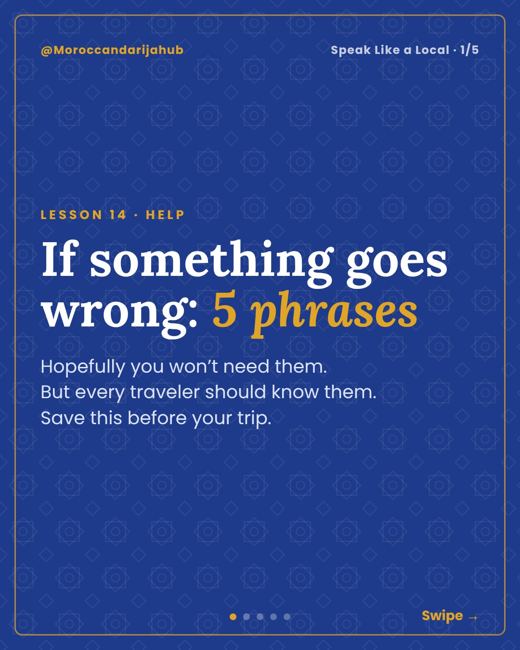 @Moroccandarijahub
Speak Like a Local · 1/5
LESSON 14 · HELP
If something goes
wrong: 5 phrases
Hopefully you won’t need them.
But every traveler should know them.
Save this before your trip.
Swipe →